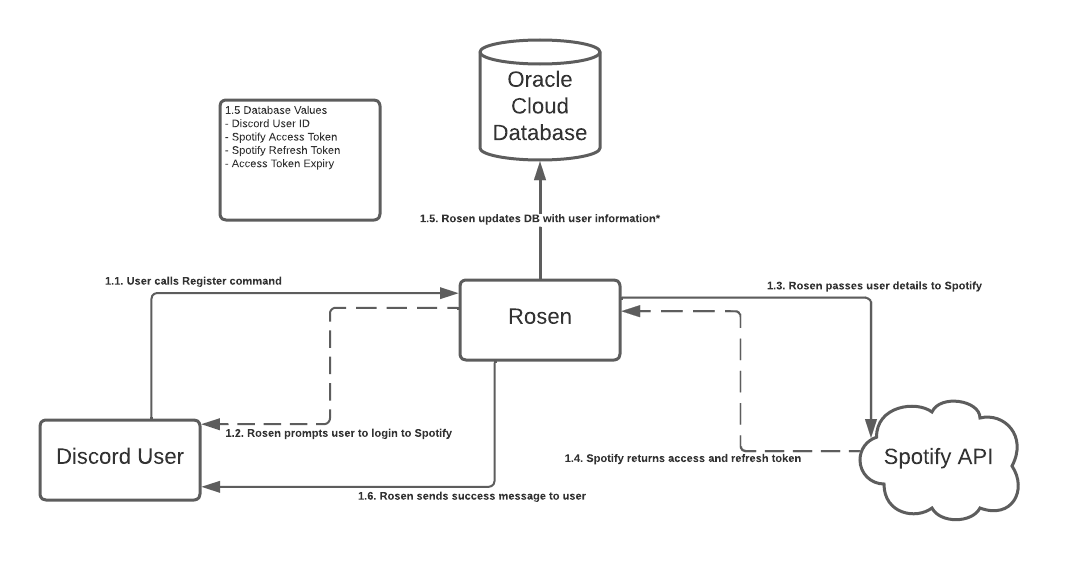 Oracle
Cloud
Database
1.5 Database Values
- Discord User ID
- Spotify Access Token
- Spotify Refresh Token
- Access Token Expiry
1.5. Rosen updates DB with user information*
1.1. User calls Register command
1.3. Rosen passes user details to Spotify
Rosen
1.2. Rosen prompts user to login to Spotify
Discord User
Spotify API
1.4. Spotify returns access and refresh token
1.6. Rosen sends success message to user